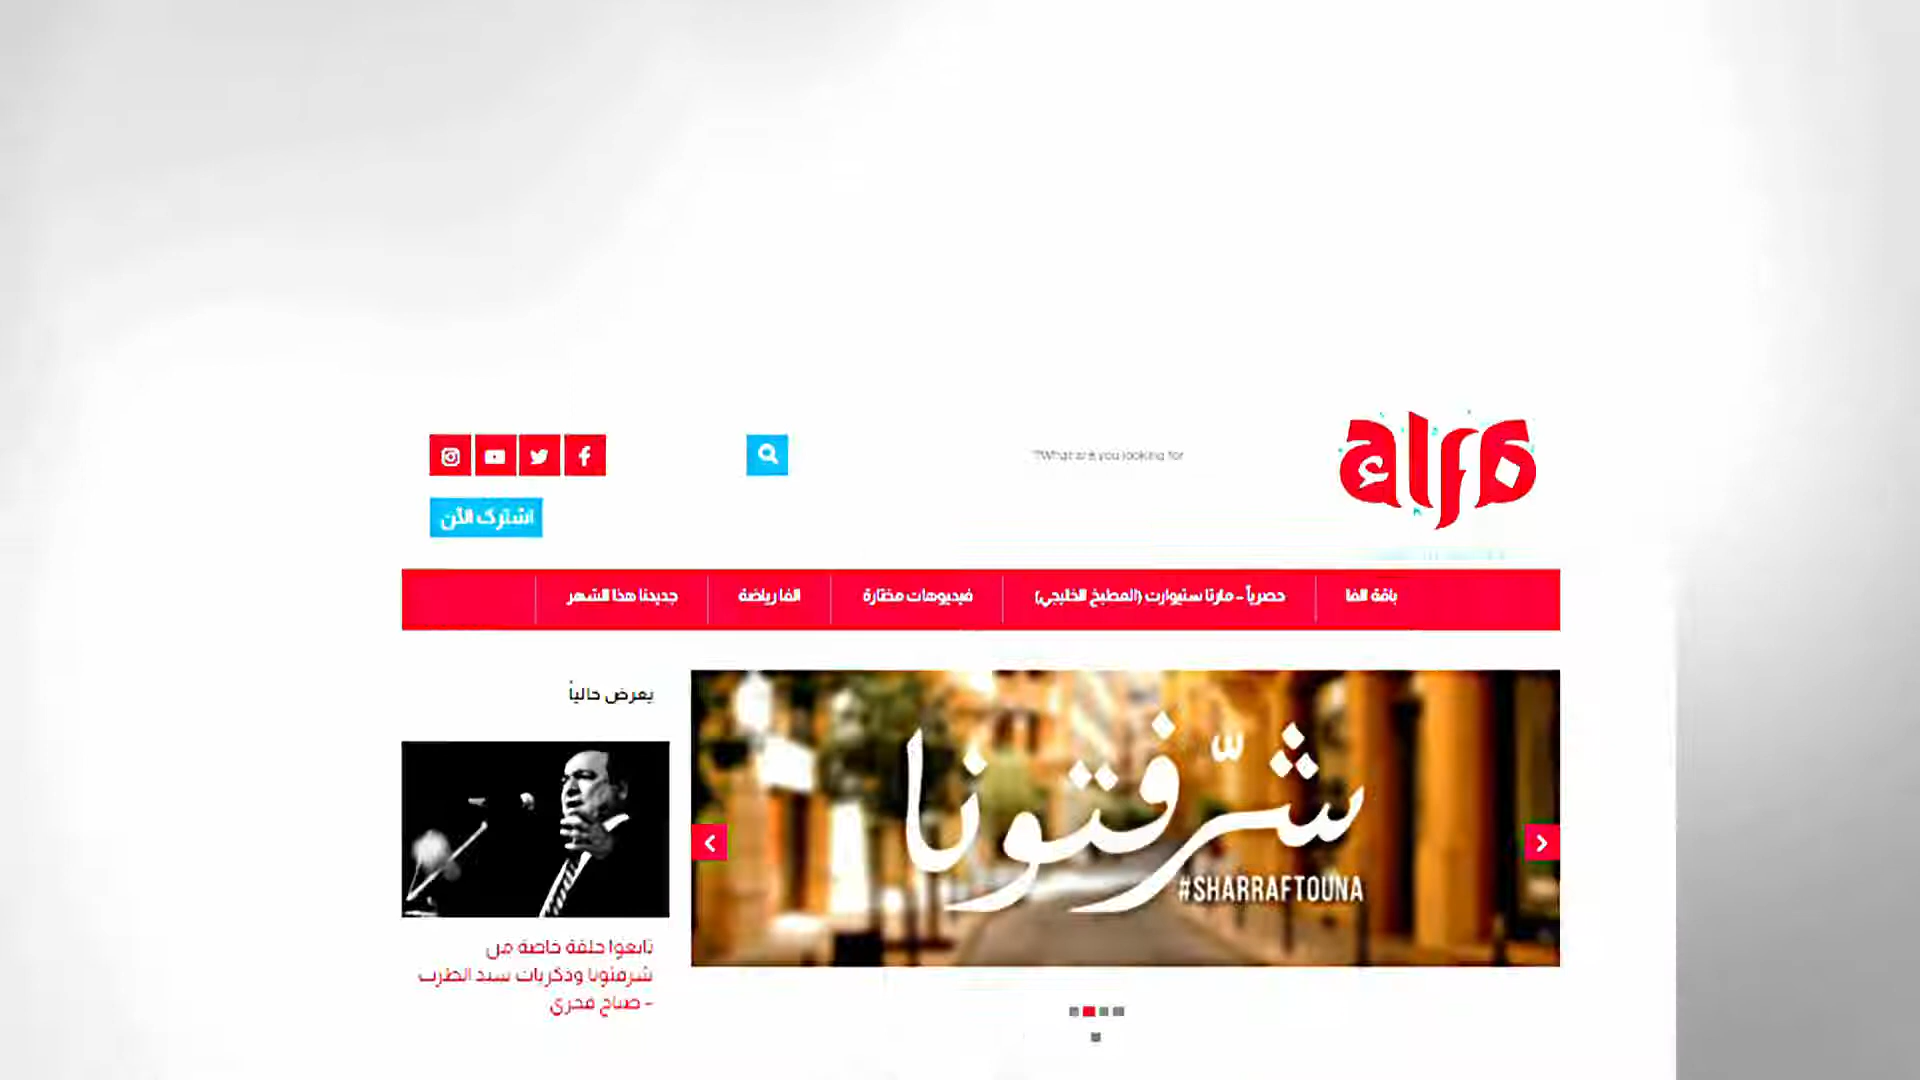 alfa
?What are you looking for
اشترك الآن
باقة الفا
حصرياً - مارتا ستيوارت (المطبخ الخليجي)
فيديوهات مختارة
الفا رياضة
جديدنا هذا الشهر
شرّفتونا
#SHARRAFTOUNA
يعرض حالياً
تابعوا حلقة خاصة من
شرفتونا وذكريات سيد الطرب
- صباح فخري